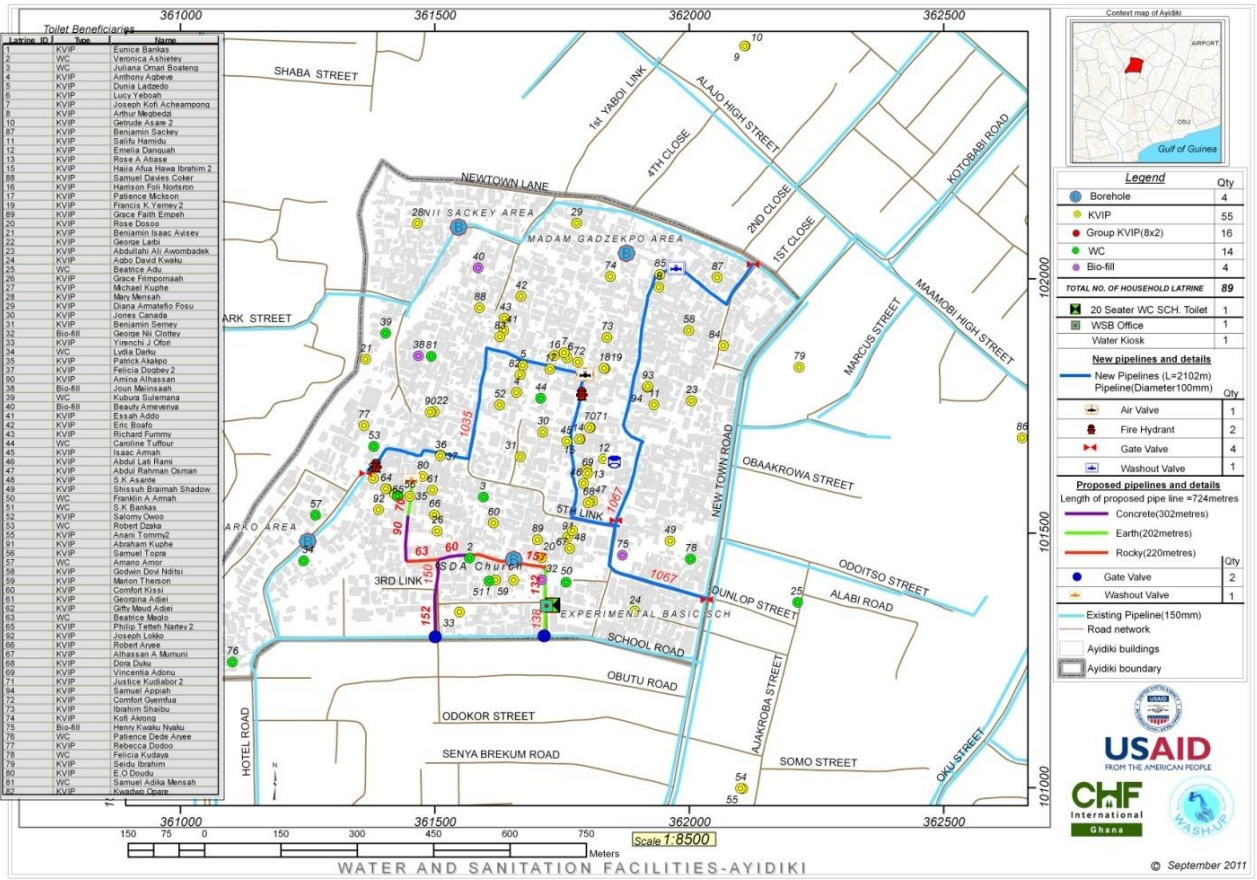 Toilet Beneficiaries
Latrine_ID Type Name
1 KVIP Eunice Bankas
2 WC Veronica Ashietey
3 WC Juliana Omari Boateng
4 KVIP Anthony Agbeve
5 KVIP Dunia Ladzedo
6 KVIP Lucy Yeboah
7 KVIP Joseph Kofi Acheampong
8 KVIP Arthur Megbedzi
10 KVIP Getrude Asare 2
87 KVIP Benjamin Sackey
11 KVIP Salifu Hamidu
12 KVIP Emelia Danquah
13 KVIP Rose A Atiase
15 KVIP Hajia Afua Hawa Ibrahim 2
88 KVIP Samuel Davies Coker
16 KVIP Harrison Foli Nortsron
17 KVIP Patience Mickson
19 KVIP Francis K.Yemey2
89 KVIP Grace Faith Empeh
20 KVIP Rose Dosoo
21 KVIP Benjamin Isaac Ayisey
22 KVIP George Larbi
23 KVIP Abdullahi Ali Awombadek
24 KVIP Agbo David Kwaku
25 WC Beatrice Adu
26 KVIP Grace Frimpomaah
27 KVIP Michael Kuphe
28 KVIP Mary Mensah
29 KVIP Diana Armatefio Fosu
30 KVIP Jones Canada
31 KVIP Benjamin Semey
32 Bio-fill George Nii Clottey
33 KVIP Yirenchi J Ofori
34 WC Lydia Darku
35 KVIP Patrick Akakpo
36 KVIP Felicia Dogbey2
90 KVIP Amina Alhassan
38 Bio-fill
39 WC Kubura Sulemana
40 Bio-fill Beauty Amevenya
41 KVIP Essah Addo
42 KVIP Eric Boafo
43 KVIP Richard Fummy
44 WC Caroline Tuffour
45 KVIP Isaac Armah
46 KVIP Abdul Lati Rami
47 KVIP Abdul Rahman Osman
48 KVIP S.K Asante
49 KVIP Shissuh Braimah Shadow
50 WC Franklin A Armah
51 WC S.K Bankas
52 KVIP Salomy Owoo
53 WC Robert Dzaka
55 KVIP Anani Tommy2
91 KVIP Abraham Kuphe
56 KVIP Samuel Topra
57 WC Amano Amor
58 KVIP Godwin Dovi Nditsi
59 KVIP Marion Therson
60 KVIP Comfort Kissi
61 KVIP Georgina Adjei
62 KVIP Gifty Maud Adjei
63 WC Beatrice Maglo
65 KVIP Philip Tetteh Nartey2
92 KVIP Joseph Lokko
66 KVIP Robert Aryee
67 KVIP Alhassan A Mumuni
68 KVIP Dora Duku
69 KVIP Vincentia Adonu
71 KVIP Justice Kudiabor2
94 KVIP Samuel Appiah
72 KVIP Comfort Gyemfua
73 KVIP Ibrahim Shaibu
74 KVIP Kofi Akrong
75 Bio-fill Henry Kwaku Nyaku
76 WC Patience Dede Aryee
77 KVIP Rebecca Dodoo
78 WC Felicia Kudaya
79 KVIP Seidu Ibrahim
80 KVIP E.O Doudu
81 WC Samuel Adika Mensah
82 KVIP Kwadwo Opare
361000 361500 362000 362500
102000
101500
101000
SHABA STREET
1st YABOI LINK
ALAJO HIGH STREET
4TH CLOSE
2ND CLOSE
1ST CLOSE
KOTOBABI ROAD
NEWTOWN LANE
NII SACKEY AREA
MADAM GADZEKPO AREA
MAAMOBI HIGH STREET
MARCUS STREET
ARK STREET
NEW TOWN ROAD
OBAAKROWA STREET
5TH LINK
ARKO AREA
SDA Church
3RD LINK
EXPERIMENTAL BASIC SCH
DUNLOP STREET
ODOITSO STREET
ALABI ROAD
SCHOOL ROAD
OBUTU ROAD
ODOKOR STREET
SENYA BREKUM ROAD
AJAKROBA STREET
SOMO STREET
OKU STREET
HOTEL ROAD
1035
1067
1067
90
63
60
150
152
132
138
N
361000 361500 362000 362500
150 75 0 150 300 450 600 750
Meters
Scale 1:8500
WATER AND SANITATION FACILITIES-AYIDIKI
Context map of Ayidiki
AIRPORT
OSU
Gulf of Guinea
Legend Qty
Borehole 4
KVIP 55
Group KVIP(8x2) 16
WC 14
Bio-fill 4
TOTAL NO. OF HOUSEHOLD LATRINE 89
20 Seater WC SCH. Toilet 1
WSB Office 1
Water Kiosk 1
New pipelines and details
New Pipelines (L=2102m)
Pipeline(Diameter100mm)
Qty
Air Valve 1
Fire Hydrant 2
Gate Valve 4
Washout Valve 1
Proposed pipelines and details
Length of proposed pipe line =724metres
Concrete(302metres)
Earth(202metres)
Rocky(220metres)
Qty
Gate Valve 2
Washout Valve 1
Existing Pipeline(150mm)
Road network
Ayidiki buildings
Ayidiki boundary
USAID
FROM THE AMERICAN PEOPLE
CHF
International
Ghana
WASH-UP
© September 2011